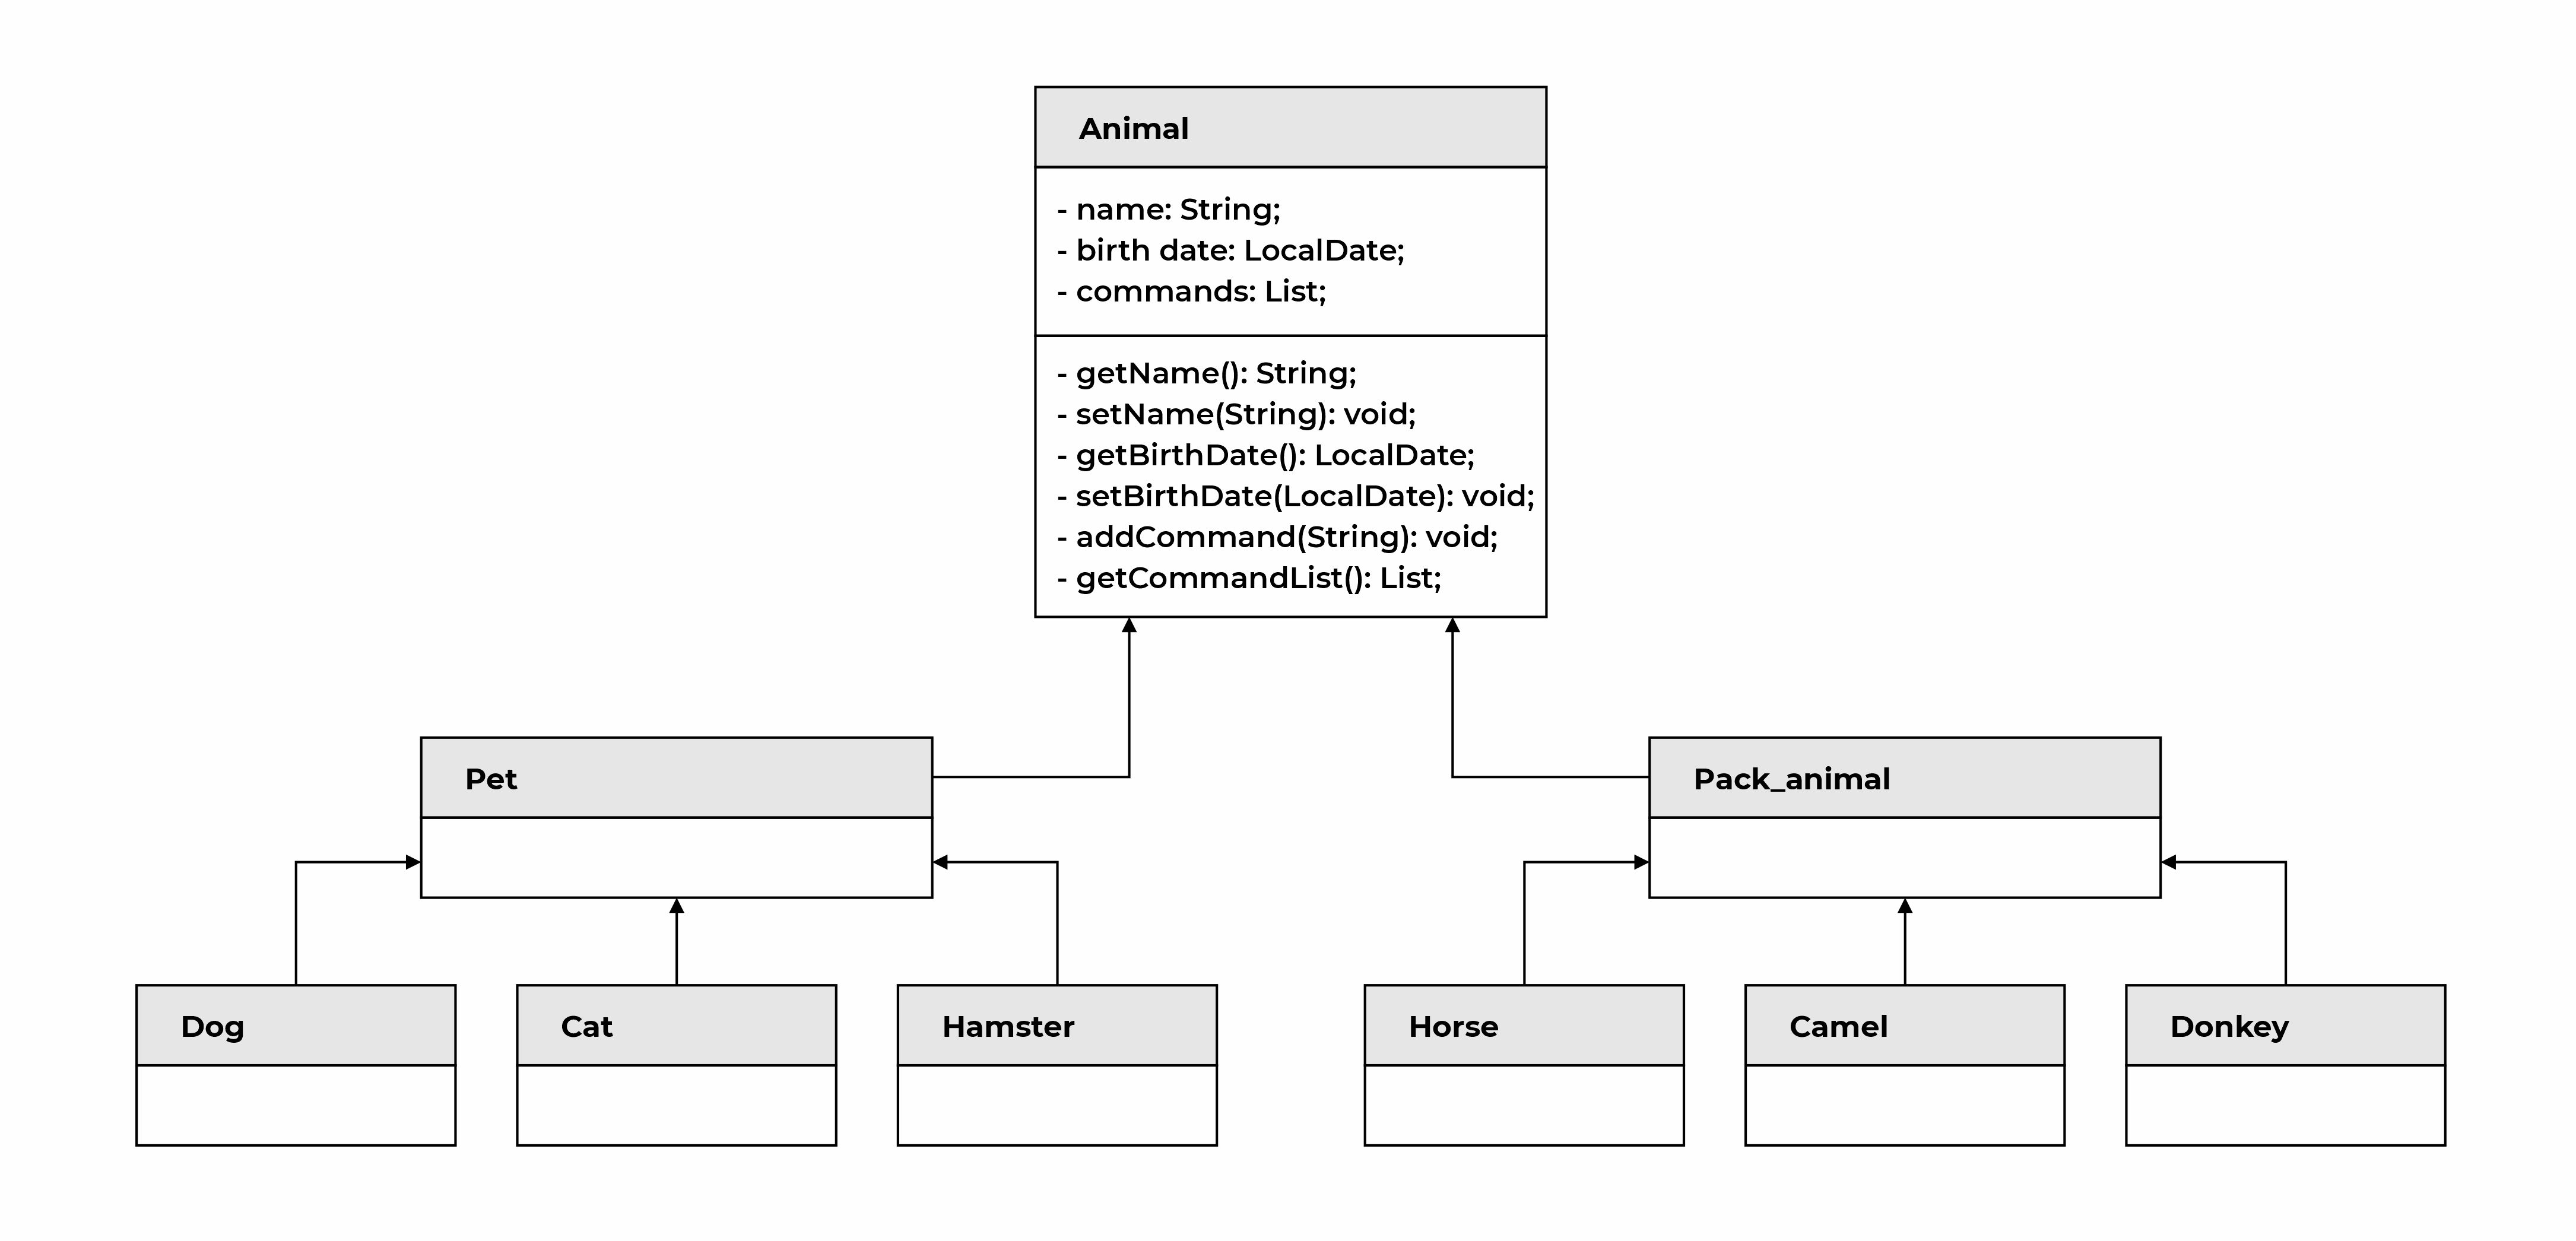 Animal
- name: String;
- birth date: LocalDate;
- commands: List;
- getName(): String;
- setName(String): void;
- getBirthDate(): LocalDate;
- setBirthDate(LocalDate): void;
- addCommand(String): void;
- getCommandList(): List;
Pet
Pack_animal
Dog
Cat
Hamster
Horse
Camel
Donkey